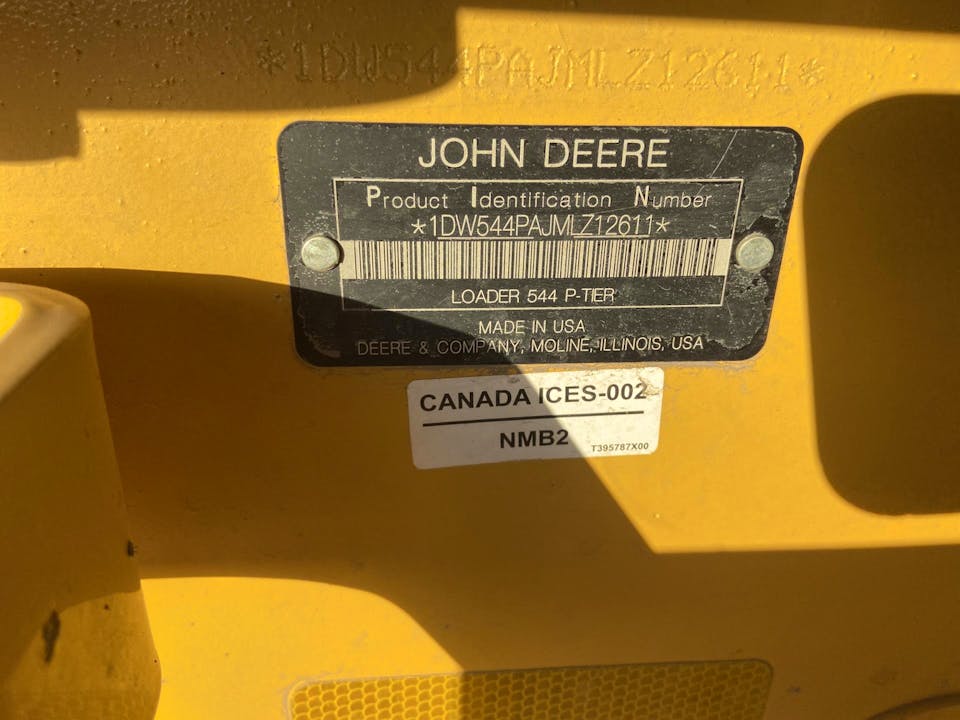 *1DW544PAJMLZ12611*
JOHN DEERE
Product Identification Number
*1DW544PAJMLZ12611*
LOADER 544 P-TIER
MADE IN USA
DEERE & COMPANY, MOLINE, ILLINOIS, USA
CANADA ICES-002
NMB2
T395787X00